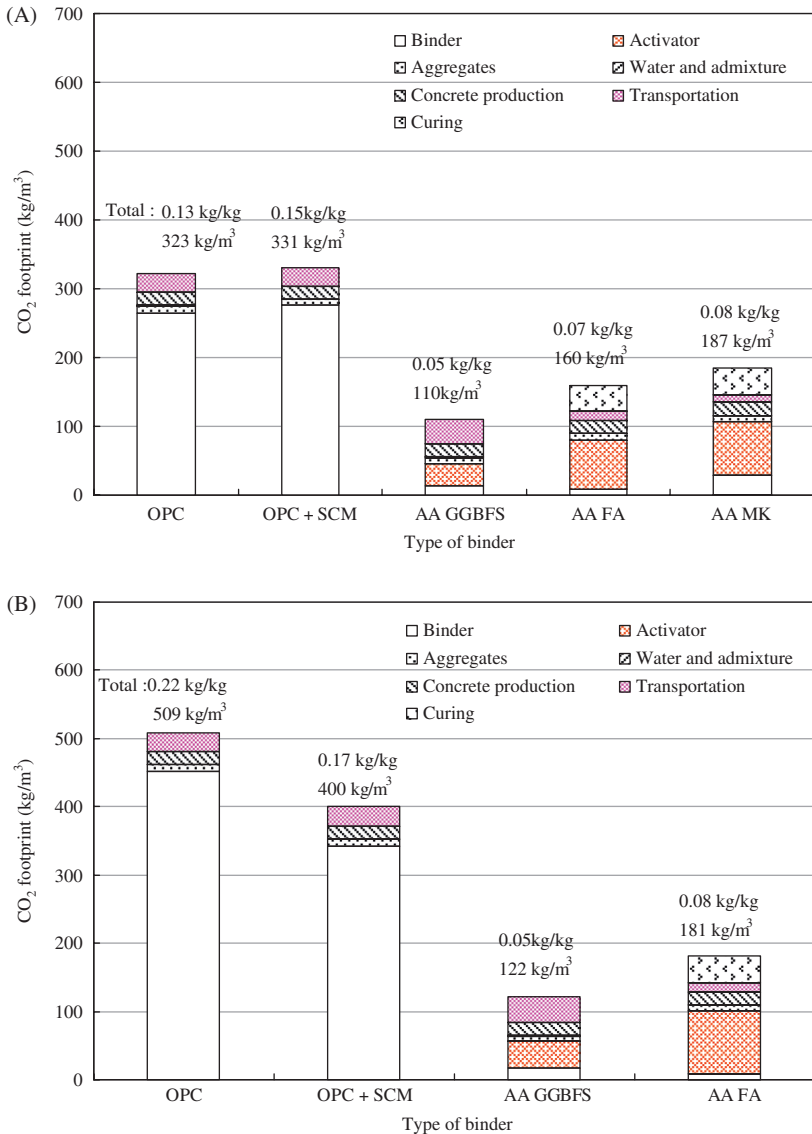 (A)
700
600
500
400
300
200
100
0
CO2 footprint (kg/m3)
Binder
Activator
Aggregates
Water and admixture
Concrete production
Transportation
Curing
Total : 0.13 kg/kg
323 kg/m3
0.15kg/kg
331 kg/m3
0.05 kg/kg
110kg/m3
0.07 kg/kg
160 kg/m3
0.08 kg/kg
187 kg/m3
OPC
OPC + SCM
AA GGBFS
AA FA
AA MK
Type of binder
(B)
700
600
500
400
300
200
100
0
CO2 footprint (kg/m3)
Binder
Activator
Aggregates
Water and admixture
Concrete production
Transportation
Curing
Total :0.22 kg/kg
509 kg/m3
0.17 kg/kg
400 kg/m3
0.05kg/kg
122 kg/m3
0.08 kg/kg
181 kg/m3
OPC
OPC + SCM
AA GGBFS
AA FA
Type of binder